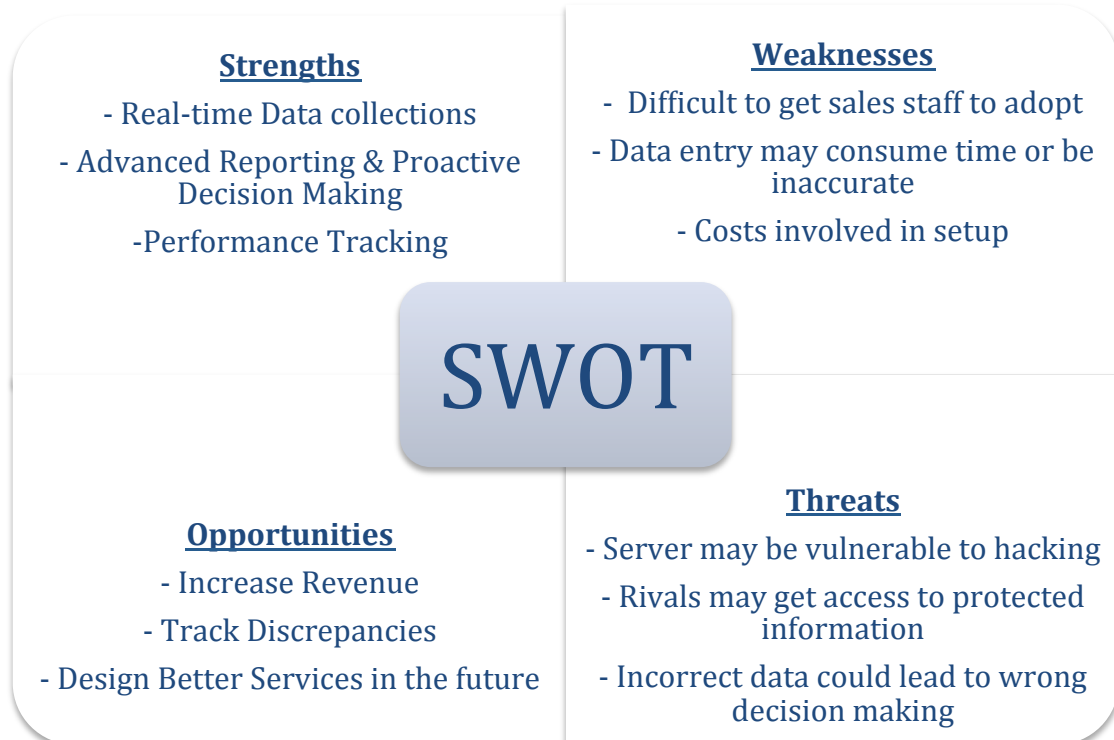 Strengths
- Real-time Data collections
- Advanced Reporting & Proactive
Decision Making
-Performance Tracking
Weaknesses
- Difficult to get sales staff to adopt
- Data entry may consume time or be
inaccurate
- Costs involved in setup
SWOT
Opportunities
- Increase Revenue
- Track Discrepancies
- Design Better Services in the future
Threats
- Server may be vulnerable to hacking
- Rivals may get access to protected
information
- Incorrect data could lead to wrong
decision making